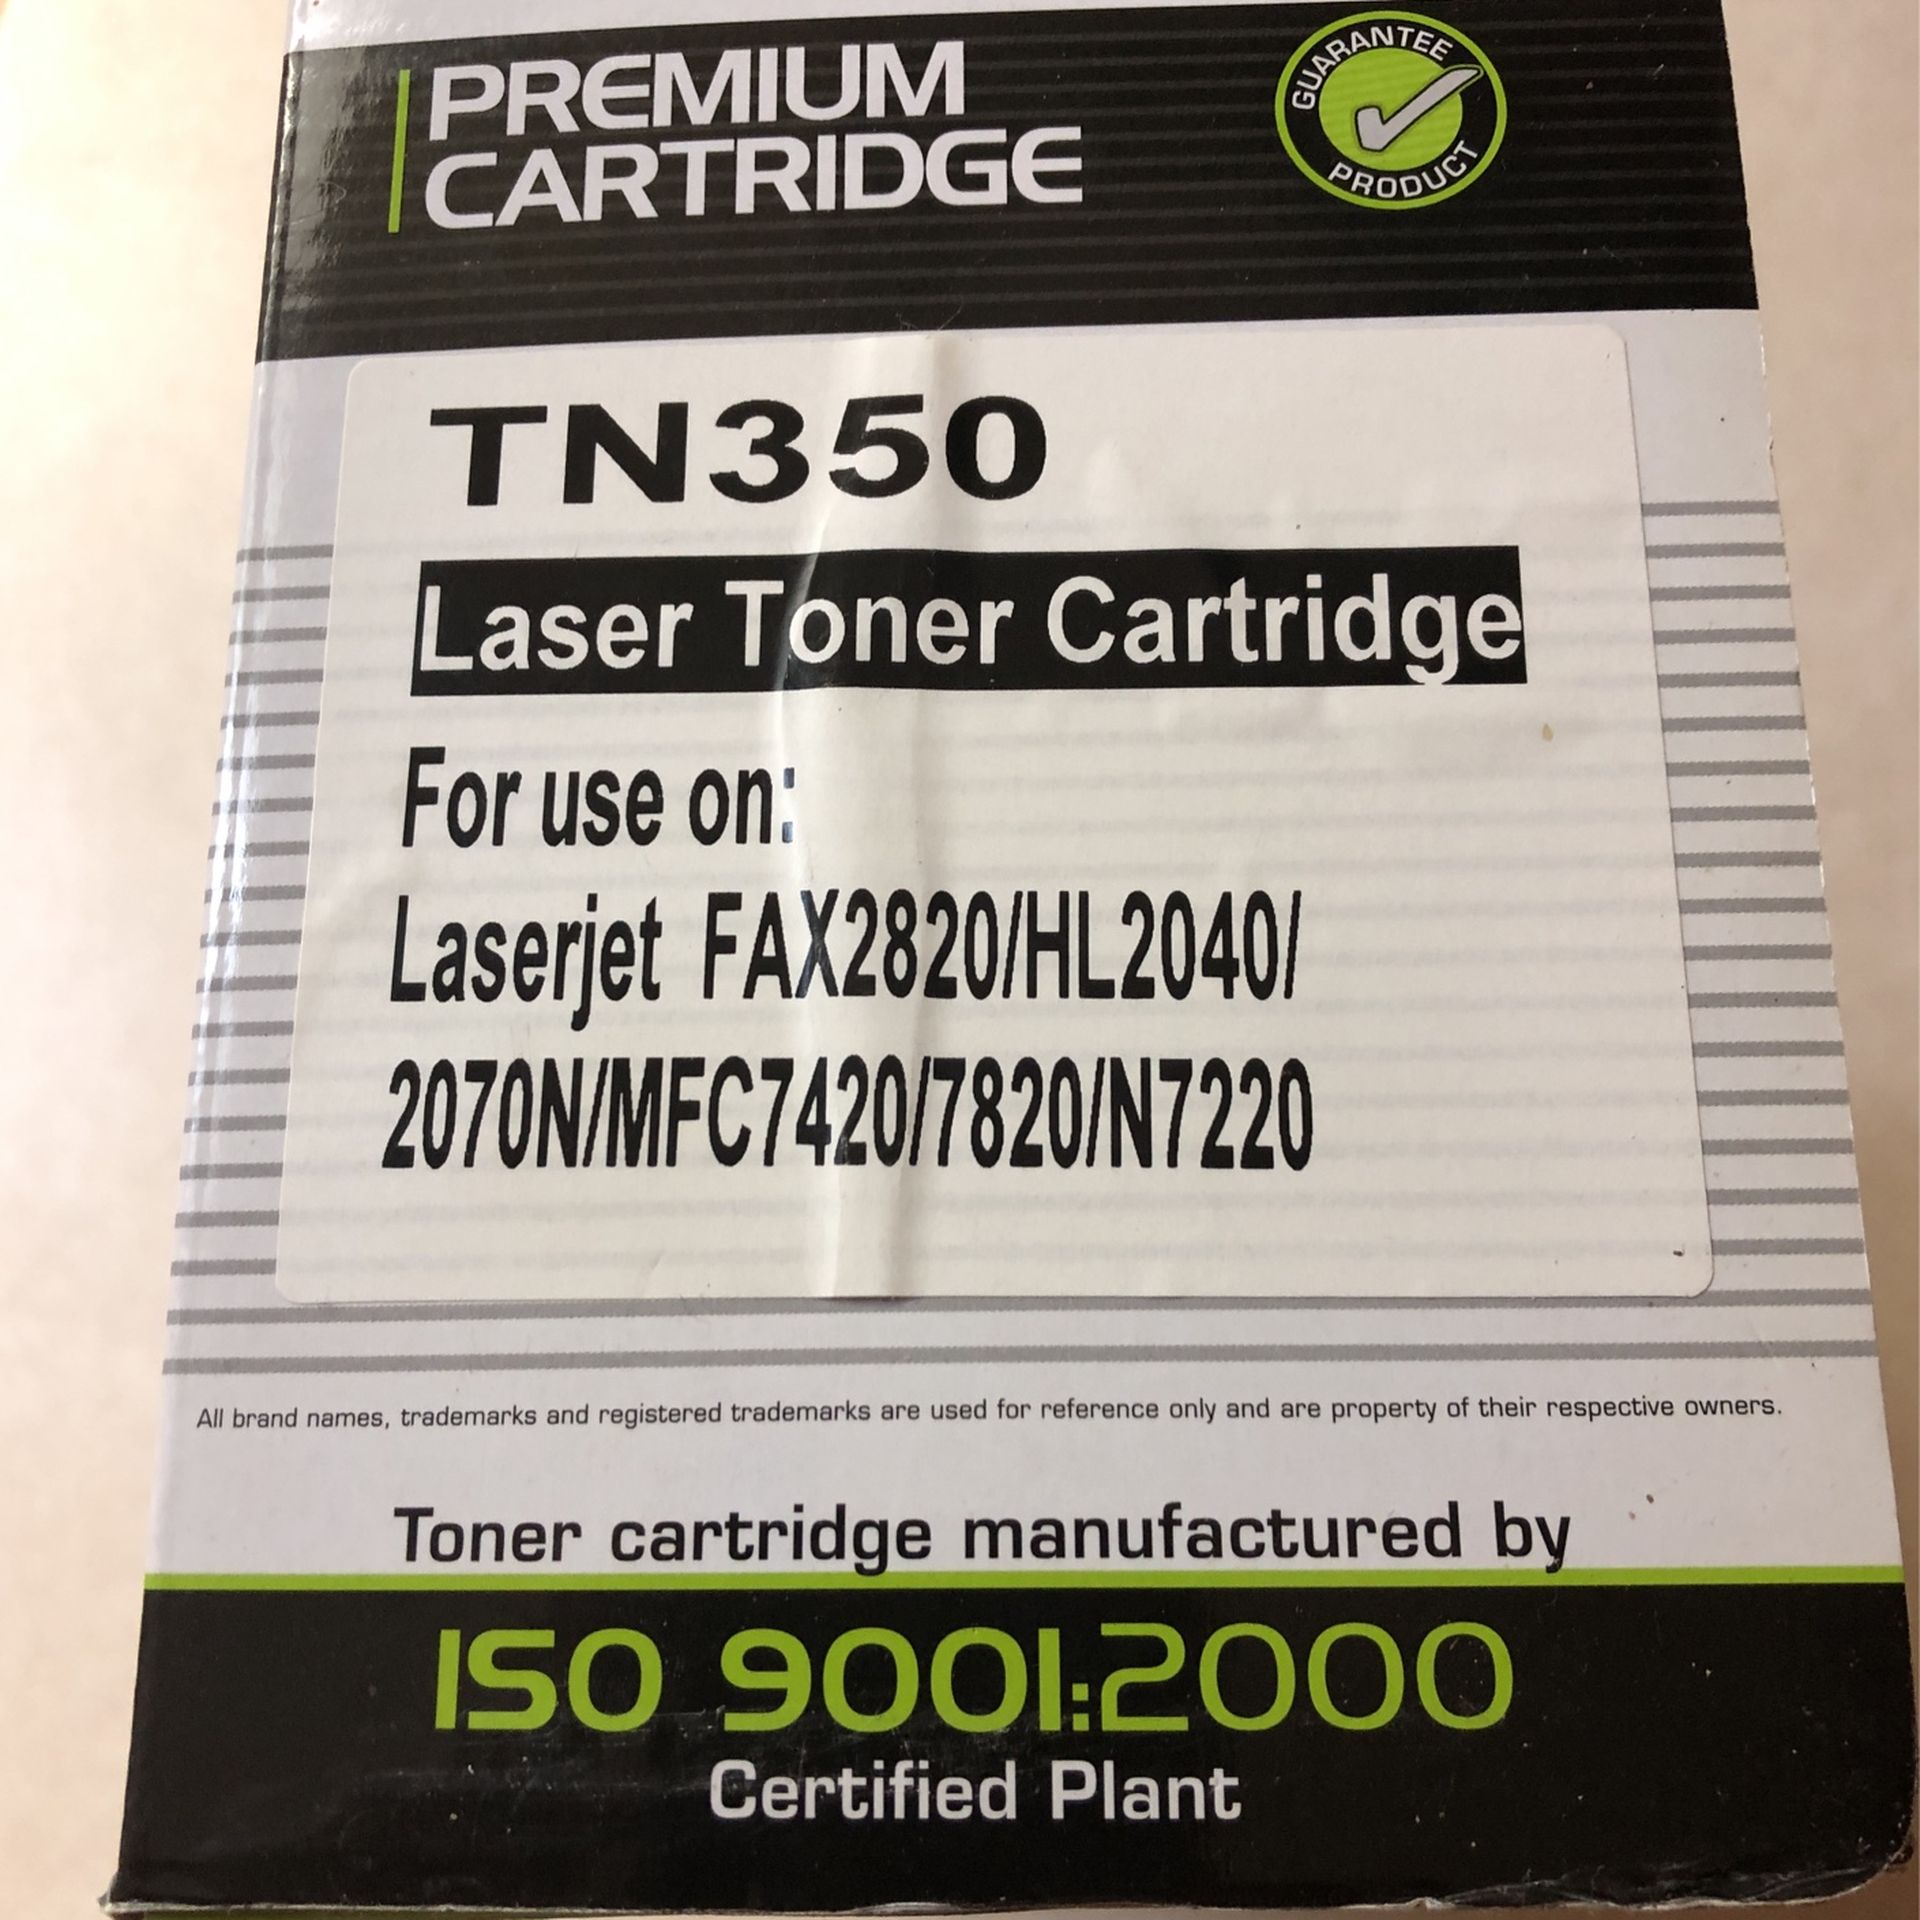 PREMIUM
CARTRIDGE
GUARANTEE
PRODUCT
TN350
Laser Toner Cartridge
For use on:
Laserjet FAX2820/HL2040/
2070N/MFC7420/7820/N7220
All brand names, trademarks and registered trademarks are used for reference only and are property of their respective owners.
Toner cartridge manufactured by
ISO 9001:2000
Certified Plant